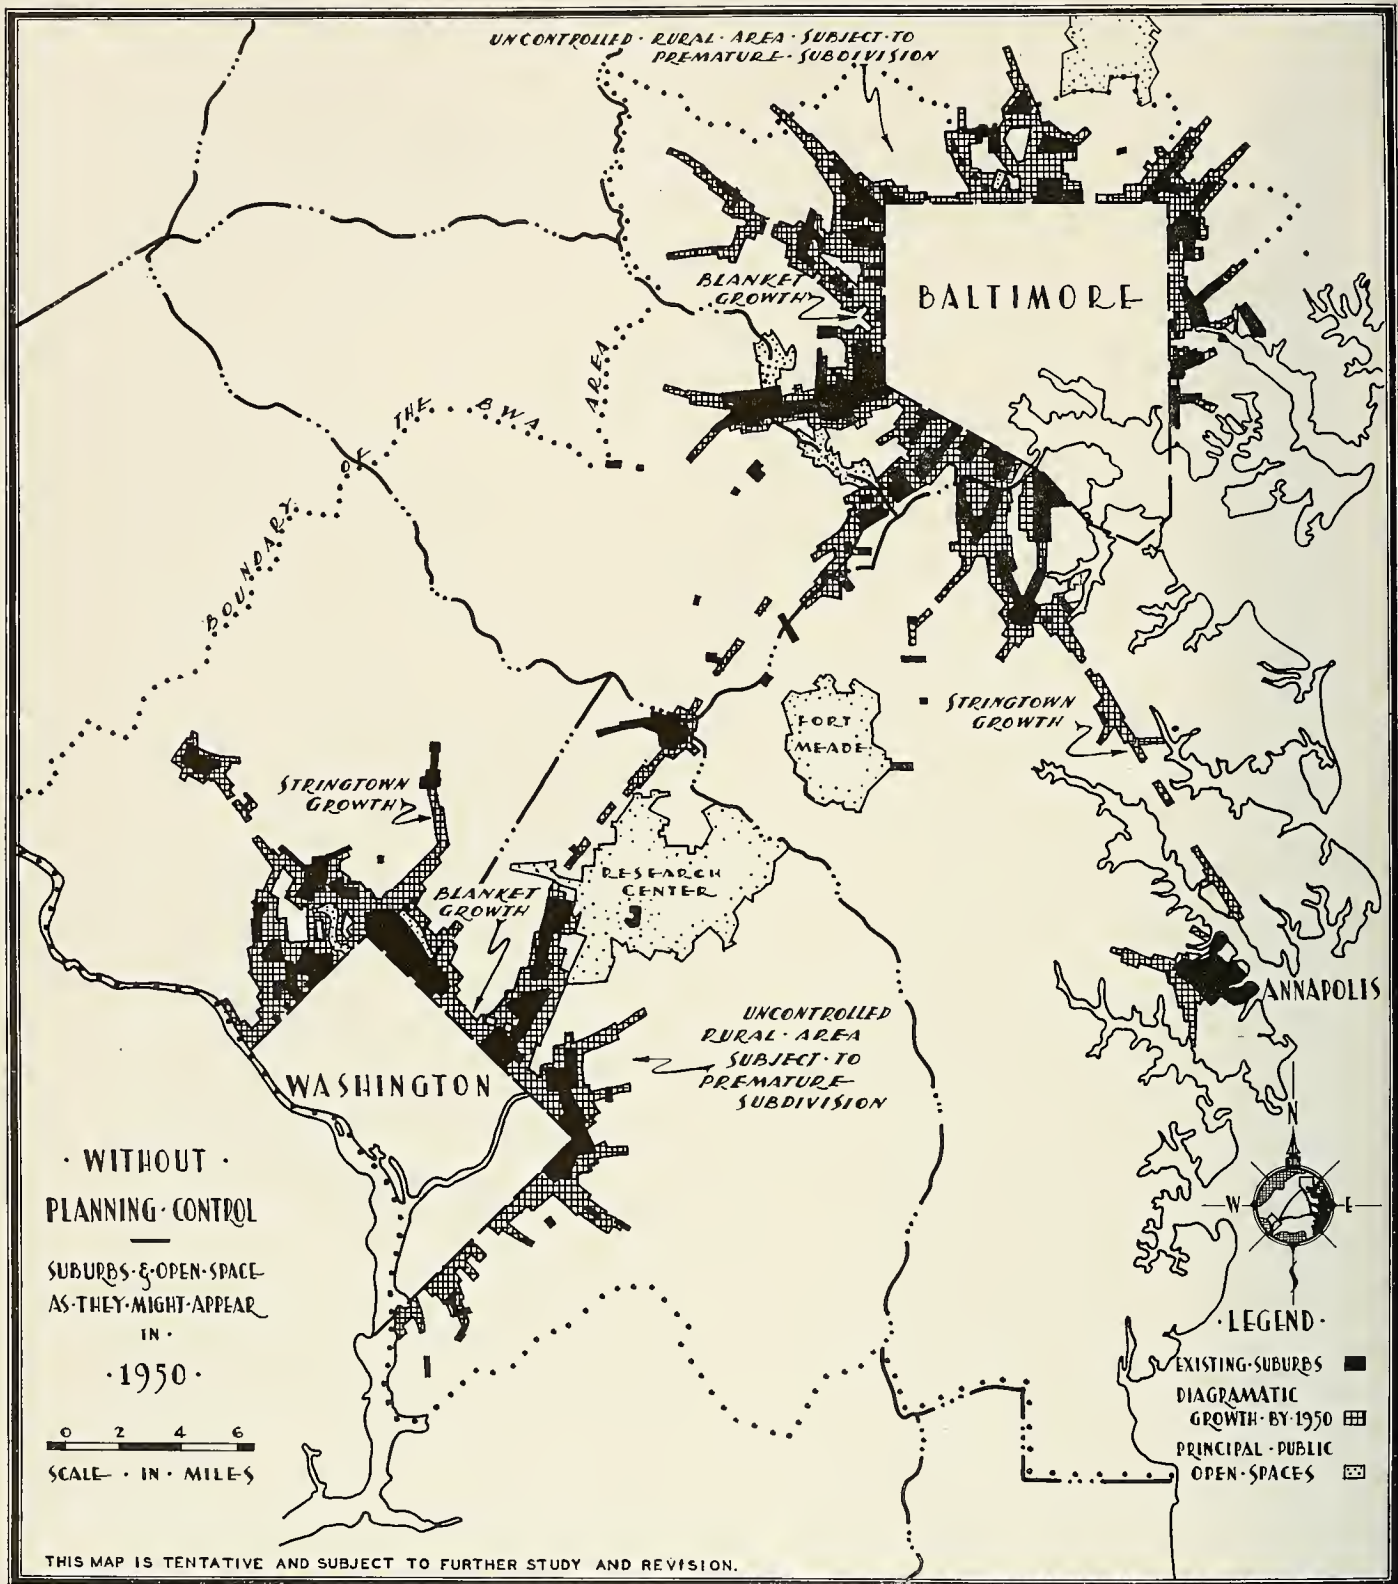 UNCONTROLLED · RURAL · AREA · SUBJECT · TO
PREMATURE · SUBDIVISION
BLANKET
GROWTH
BALTIMORE
BOUNDARY OF THE BWA AREA
STRINGTOWN
GROWTH
FORT
MEADE
STRINGTOWN
GROWTH
BLANKET
GROWTH
RESEARCH
CENTER
ANNAPOLIS
UNCONTROLLED
RURAL · AREA
SUBJECT · TO
PREMATURE
SUBDIVISION
WASHINGTON
· WITHOUT ·
PLANNING · CONTROL
SUBURBS · & · OPEN · SPACE
AS · THEY · MIGHT · APPEAR
IN ·
· 1950 ·
0 2 4 6
SCALE · IN · MILES
N
W E
· LEGEND ·
EXISTING · SUBURBS
DIAGRAMATIC
GROWTH · BY · 1950
PRINCIPAL · PUBLIC
OPEN · SPACES
THIS MAP IS TENTATIVE AND SUBJECT TO FURTHER STUDY AND REVISION.